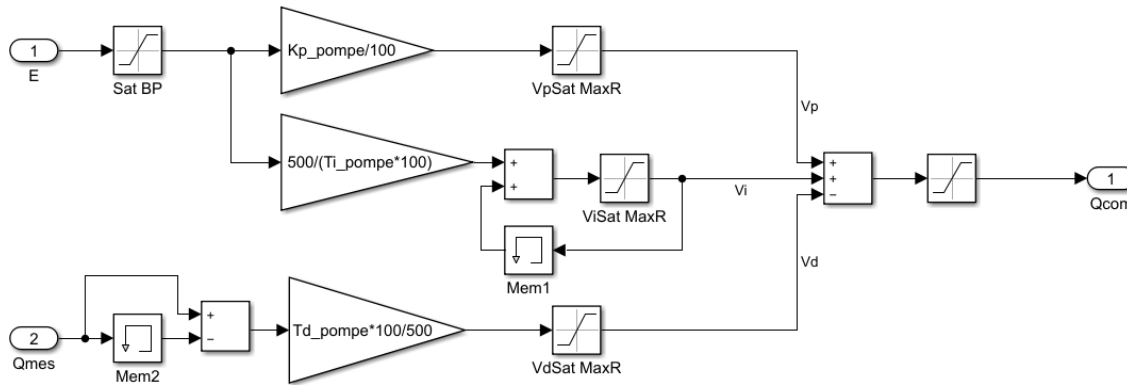 1
E
Sat BP
Kp_pompe/100
VpSat MaxR
Vp
500/(Ti_pompe*100)
+
+
ViSat MaxR
Vi
Mem1
+
+
−
1
Qcom
2
Qmes
Mem2
+
−
Td_pompe*100/500
VdSat MaxR
Vd